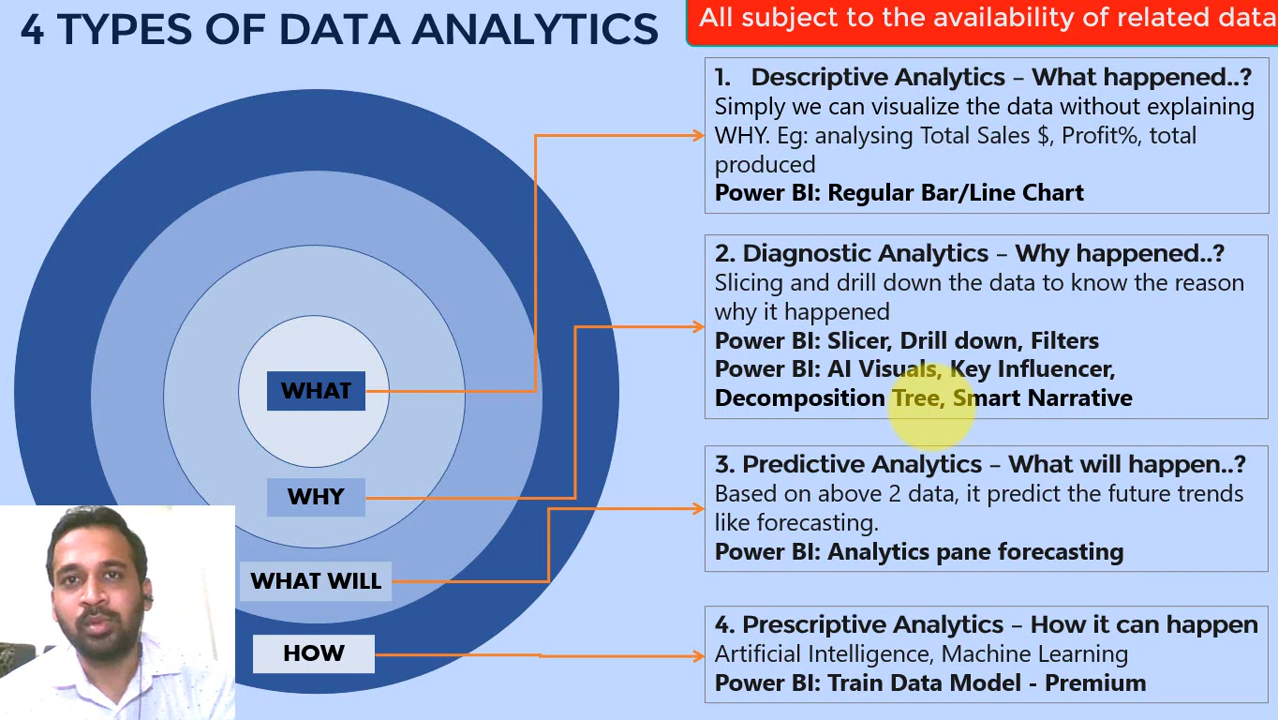 4 TYPES OF DATA ANALYTICS
All subject to the availability of related data
1. Descriptive Analytics – What happened..?
Simply we can visualize the data without explaining
WHY. Eg: analysing Total Sales $, Profit%, total
produced
Power BI: Regular Bar/Line Chart
2. Diagnostic Analytics – Why happened..?
Slicing and drill down the data to know the reason
why it happened
Power BI: Slicer, Drill down, Filters
Power BI: AI Visuals, Key Influencer,
Decomposition Tree, Smart Narrative
3. Predictive Analytics – What will happen..?
Based on above 2 data, it predict the future trends
like forecasting.
Power BI: Analytics pane forecasting
4. Prescriptive Analytics – How it can happen
Artificial Intelligence, Machine Learning
Power BI: Train Data Model - Premium
WHAT
WHY
WHAT WILL
HOW